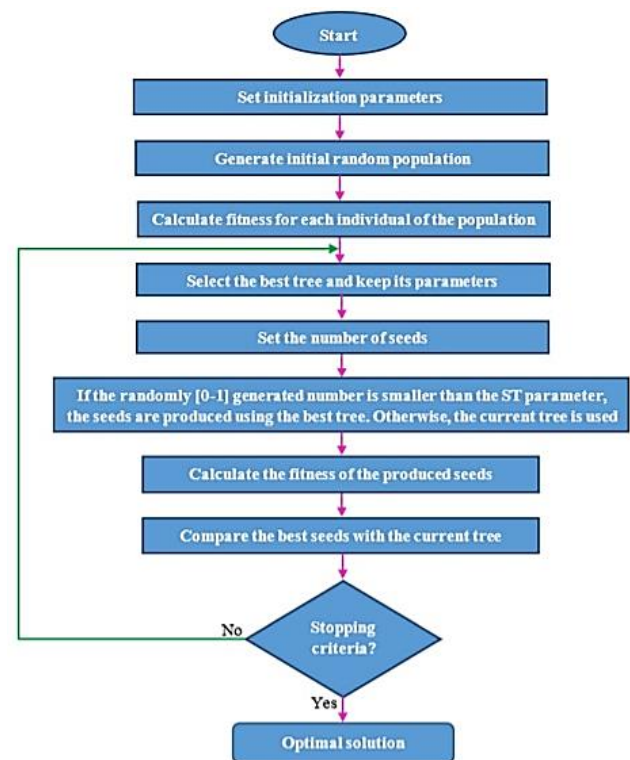 Start
Set initialization parameters
Generate initial random population
Calculate fitness for each individual of the population
Select the best tree and keep its parameters
Set the number of seeds
If the randomly [0-1] generated number is smaller than the ST parameter,
the seeds are produced using the best tree. Otherwise, the current tree is used
Calculate the fitness of the produced seeds
Compare the best seeds with the current tree
Stopping
criteria?
No
Yes
Optimal solution